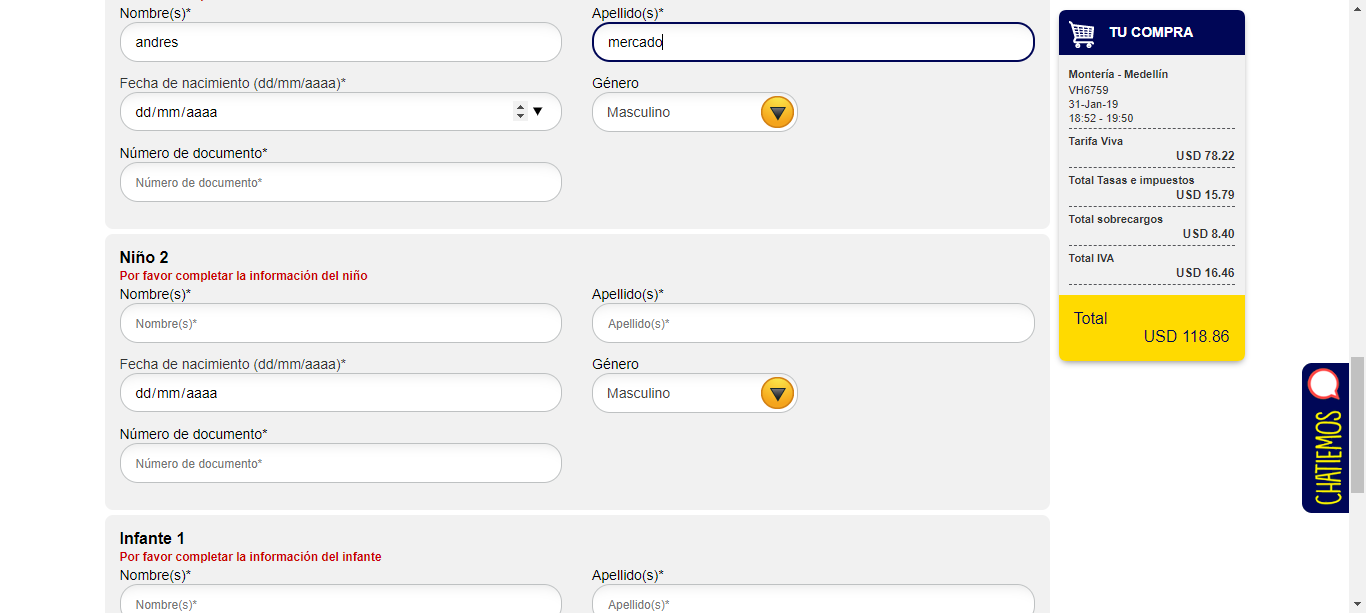 Nombre(s)*
Apellido(s)*
andres
mercado
Fecha de nacimiento (dd/mm/aaaa)*
Género
dd/mm/aaaa
Masculino
Número de documento*
Número de documento*
Niño 2
Por favor completar la información del niño
Nombre(s)*
Apellido(s)*
Nombre(s)*
Apellido(s)*
Fecha de nacimiento (dd/mm/aaaa)*
Género
dd/mm/aaaa
Masculino
Número de documento*
Número de documento*
Infante 1
Por favor completar la información del infante
Nombre(s)*
Apellido(s)*
Nombre(s)*
Apellido(s)*
TU COMPRA
Montería - Medellín
VH6759
31-Jan-19
18:52 - 19:50
Tarifa Viva
USD 78.22
Total Tasas e impuestos
USD 15.79
Total sobrecargos
USD 8.40
Total IVA
USD 16.46
Total
USD 118.86
CHATIEMOS